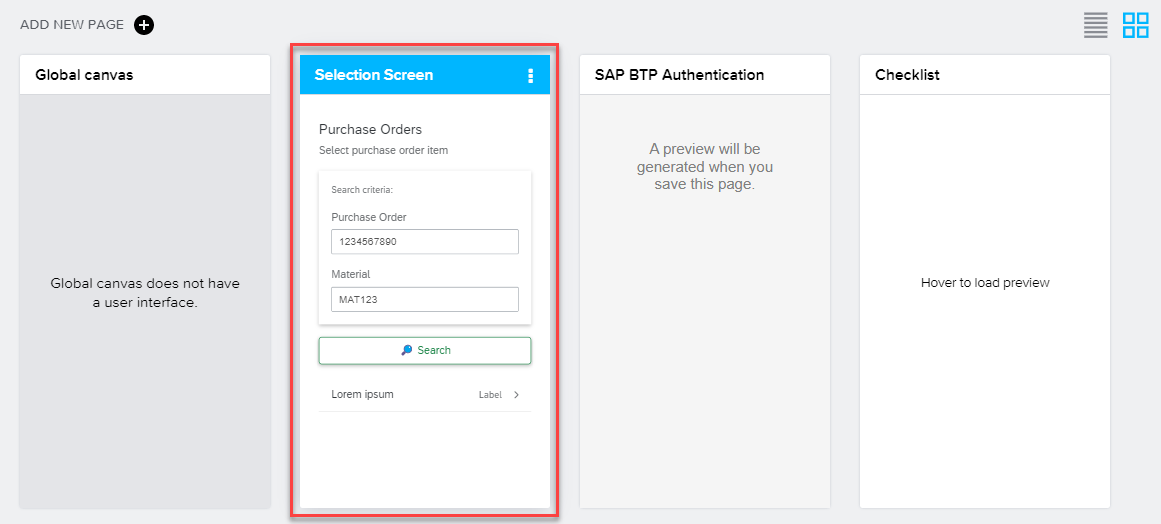 ADD NEW PAGE
Global canvas
Global canvas does not have
a user interface.
Selection Screen
Purchase Orders
Select purchase order item
Search criteria:
Purchase Order
1234567890
Material
MAT123
Search
Lorem ipsum Label
SAP BTP Authentication
A preview will be
generated when you
save this page.
Checklist
Hover to load preview